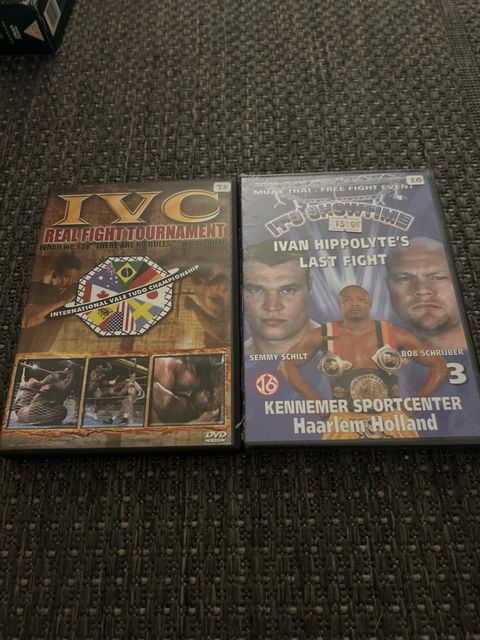 IVC
REAL FIGHT TOURNAMENT
When we say "THERE ARE NO RULES"
INTERNATIONAL VALE TUDO CHAMPIONSHIP
DVD
20
MUAY THAI - FREE FIGHT EVENT
IT'S SHOWTIME
IVAN HIPPOLYTE'S
LAST FIGHT
SEMMY SCHILT
BOB SCHRIJBER
3
16
KENNEMER SPORTCENTER
Haarlem Holland